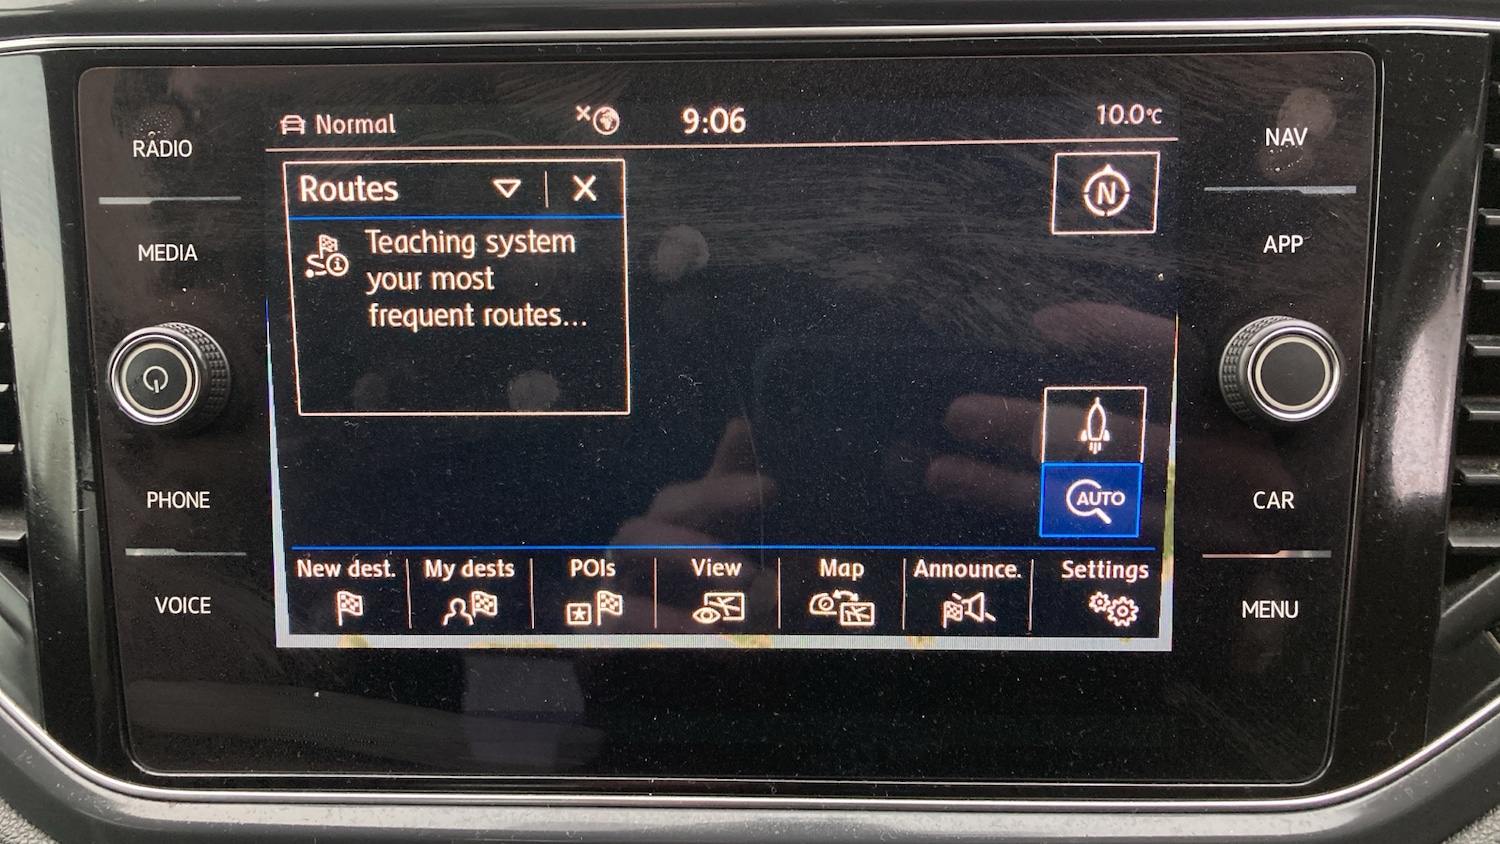 RADIO
MEDIA
PHONE
VOICE
Normal
9:06
10.0°C
Routes
N
Teaching system
your most
frequent routes...
AUTO
New dest.
My dests
POIs
View
Map
Announce.
Settings
NAV
APP
CAR
MENU